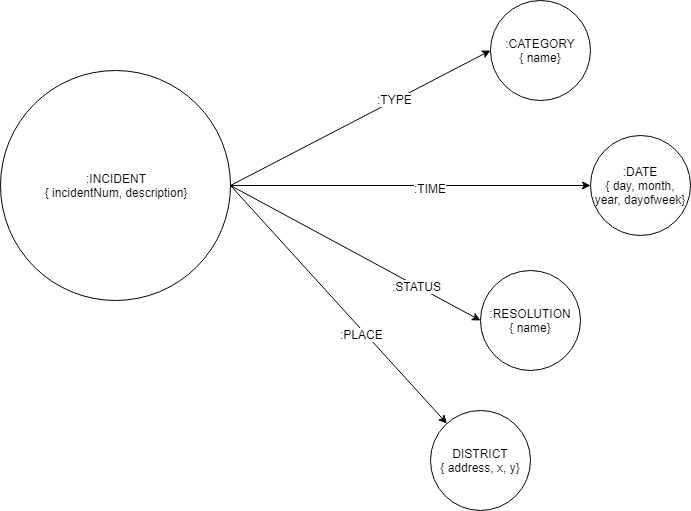 :CATEGORY
{ name}
:TYPE
:INCIDENT
{ incidentNum, description}
:DATE
{ day, month,
year, dayofweek}
:TIME
:STATUS
:RESOLUTION
{ name}
:PLACE
DISTRICT
{ address, x, y}